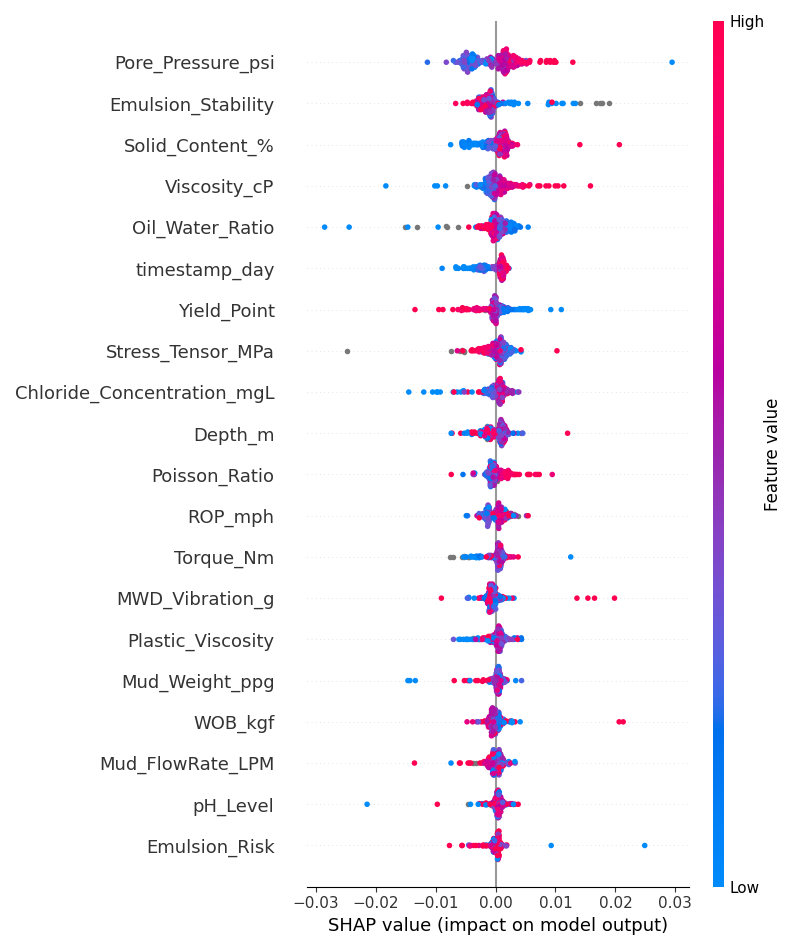 High
Pore_Pressure_psi
Emulsion_Stability
Solid_Content_%
Viscosity_cP
Oil_Water_Ratio
timestamp_day
Yield_Point
Stress_Tensor_MPa
Chloride_Concentration_mgL
Depth_m
Poisson_Ratio
ROP_mph
Torque_Nm
MWD_Vibration_g
Plastic_Viscosity
Mud_Weight_ppg
WOB_kgf
Mud_FlowRate_LPM
pH_Level
Emulsion_Risk
Feature value
Low
−0.03 −0.02 −0.01 0.00 0.01 0.02 0.03
SHAP value (impact on model output)